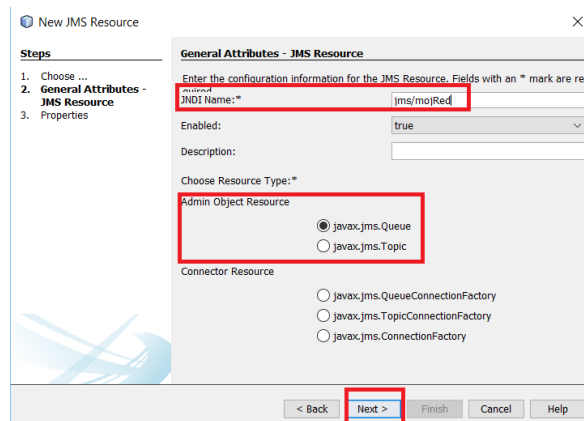 New JMS Resource
Steps
1. Choose ...
2. General Attributes -
JMS Resource
3. Properties
General Attributes - JMS Resource
Enter the configuration information for the JMS Resource. Fields with an * mark are re
JNDI Name:*
jms/mojRed
Enabled:
true
Description:
Choose Resource Type:*
Admin Object Resource
javax.jms.Queue
javax.jms.Topic
Connector Resource
javax.jms.QueueConnectionFactory
javax.jms.TopicConnectionFactory
javax.jms.ConnectionFactory
< Back
Next >
Finish
Cancel
Help